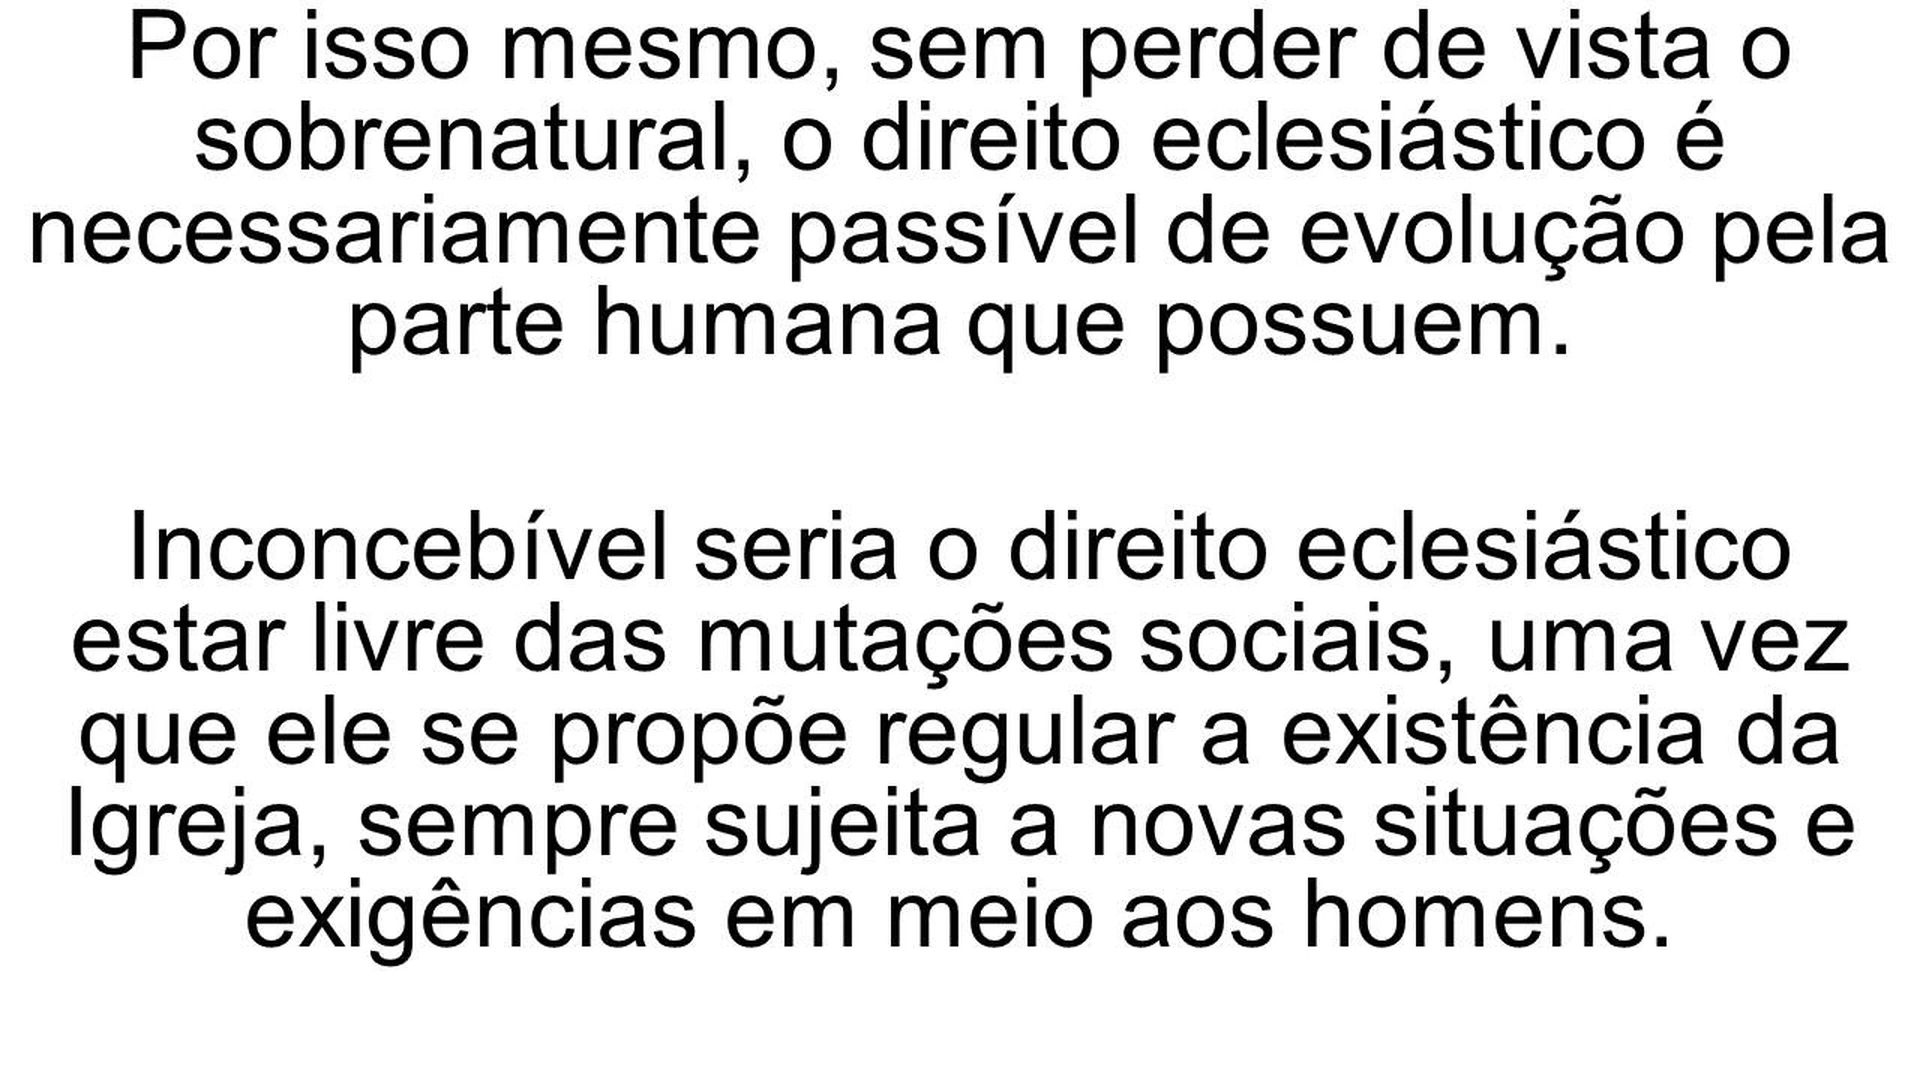 Por isso mesmo, sem perder de vista o
sobrenatural, o direito eclesiástico é
necessariamente passível de evolução pela
parte humana que possuem.
Inconcebível seria o direito eclesiástico
estar livre das mutações sociais, uma vez
que ele se propõe regular a existência da
Igreja, sempre sujeita a novas situações e
exigências em meio aos homens.